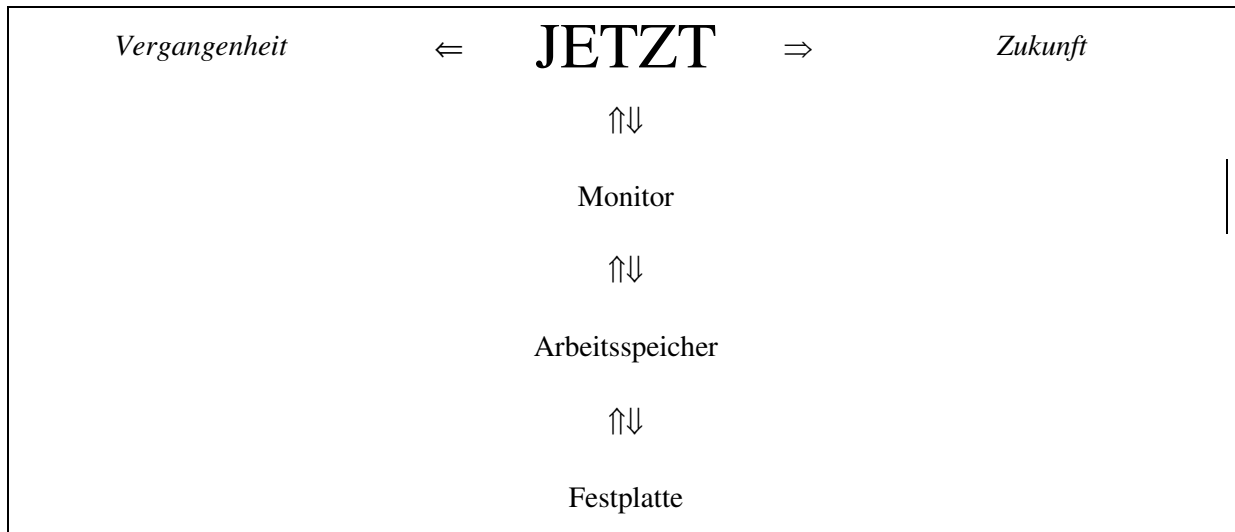 Vergangenheit ⇐ JETZT ⇒ Zukunft
⇑⇓
Monitor
⇑⇓
Arbeitsspeicher
⇑⇓
Festplatte